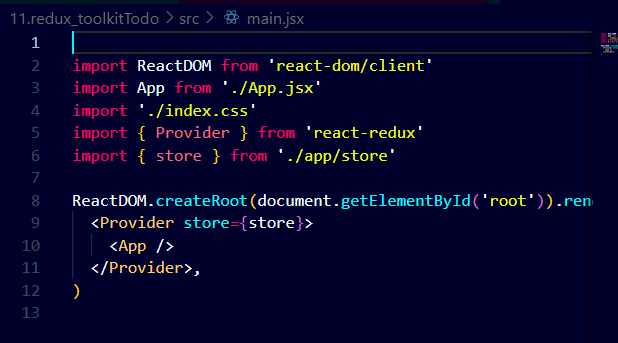 11.redux_toolkitTodo > src > main.jsx
1
2 import ReactDOM from 'react-dom/client'
3 import App from './App.jsx'
4 import './index.css'
5 import { Provider } from 'react-redux'
6 import { store } from './app/store'
7
8 ReactDOM.createRoot(document.getElementById('root')).ren
9 <Provider store={store}>
10 <App />
11 </Provider>,
12 )
13